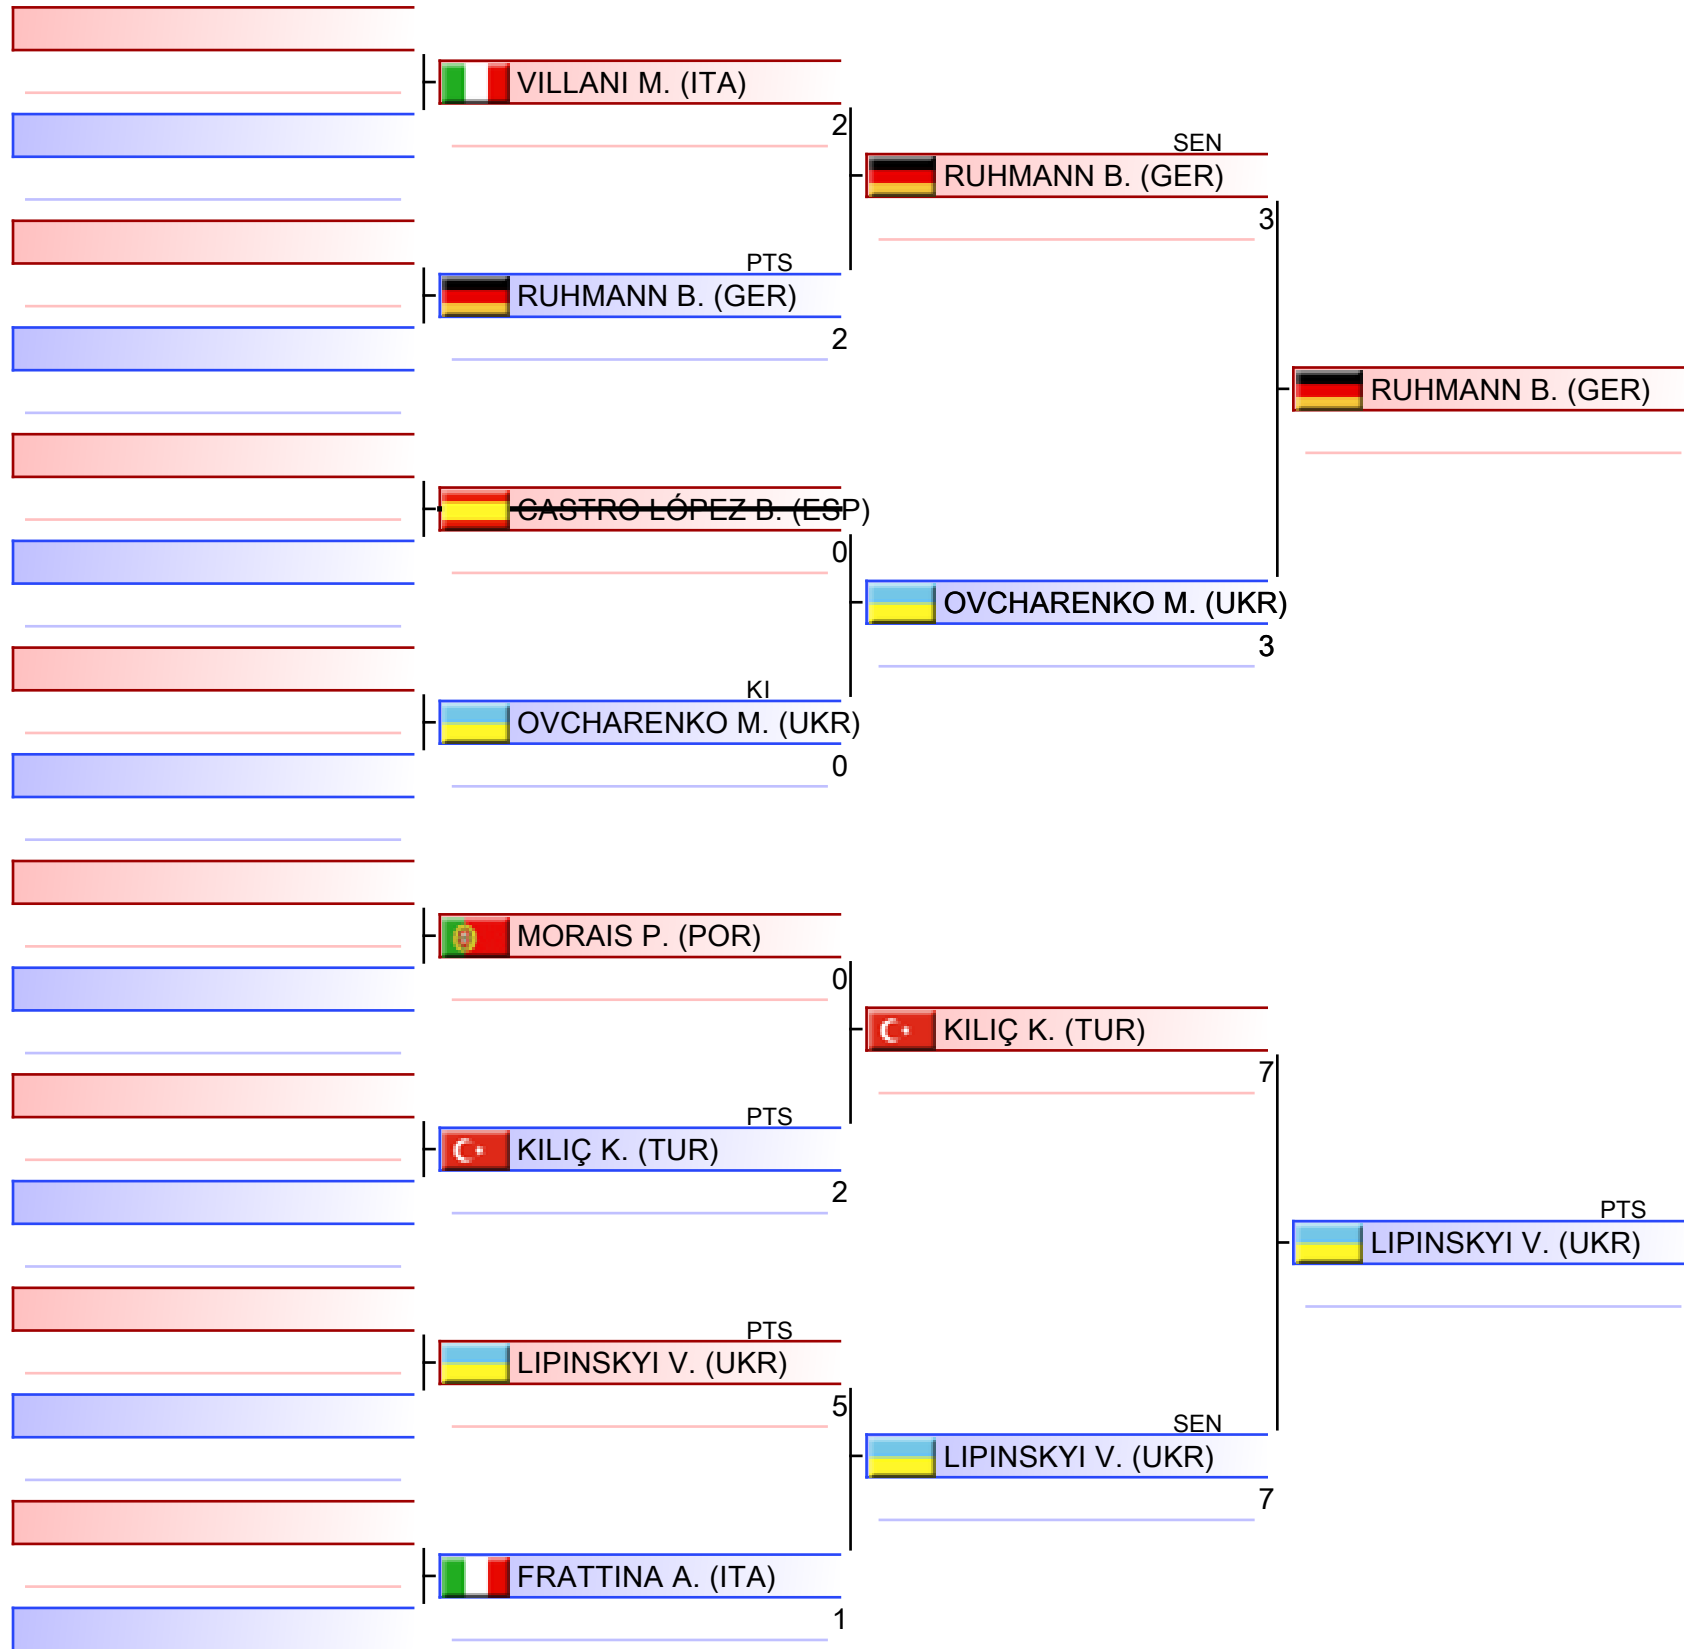 VILLANI M. (ITA)
2
PTS
RUHMANN B. (GER)
2
CASTRO LÓPEZ B. (ESP)
0
KI
OVCHARENKO M. (UKR)
0
MORAIS P. (POR)
0
PTS
KILIÇ K. (TUR)
2
PTS
LIPINSKYI V. (UKR)
5
FRATTINA A. (ITA)
1
SEN
RUHMANN B. (GER)
3
OVCHARENKO M. (UKR)
3
KILIÇ K. (TUR)
7
SEN
LIPINSKYI V. (UKR)
7
RUHMANN B. (GER)
PTS
LIPINSKYI V. (UKR)